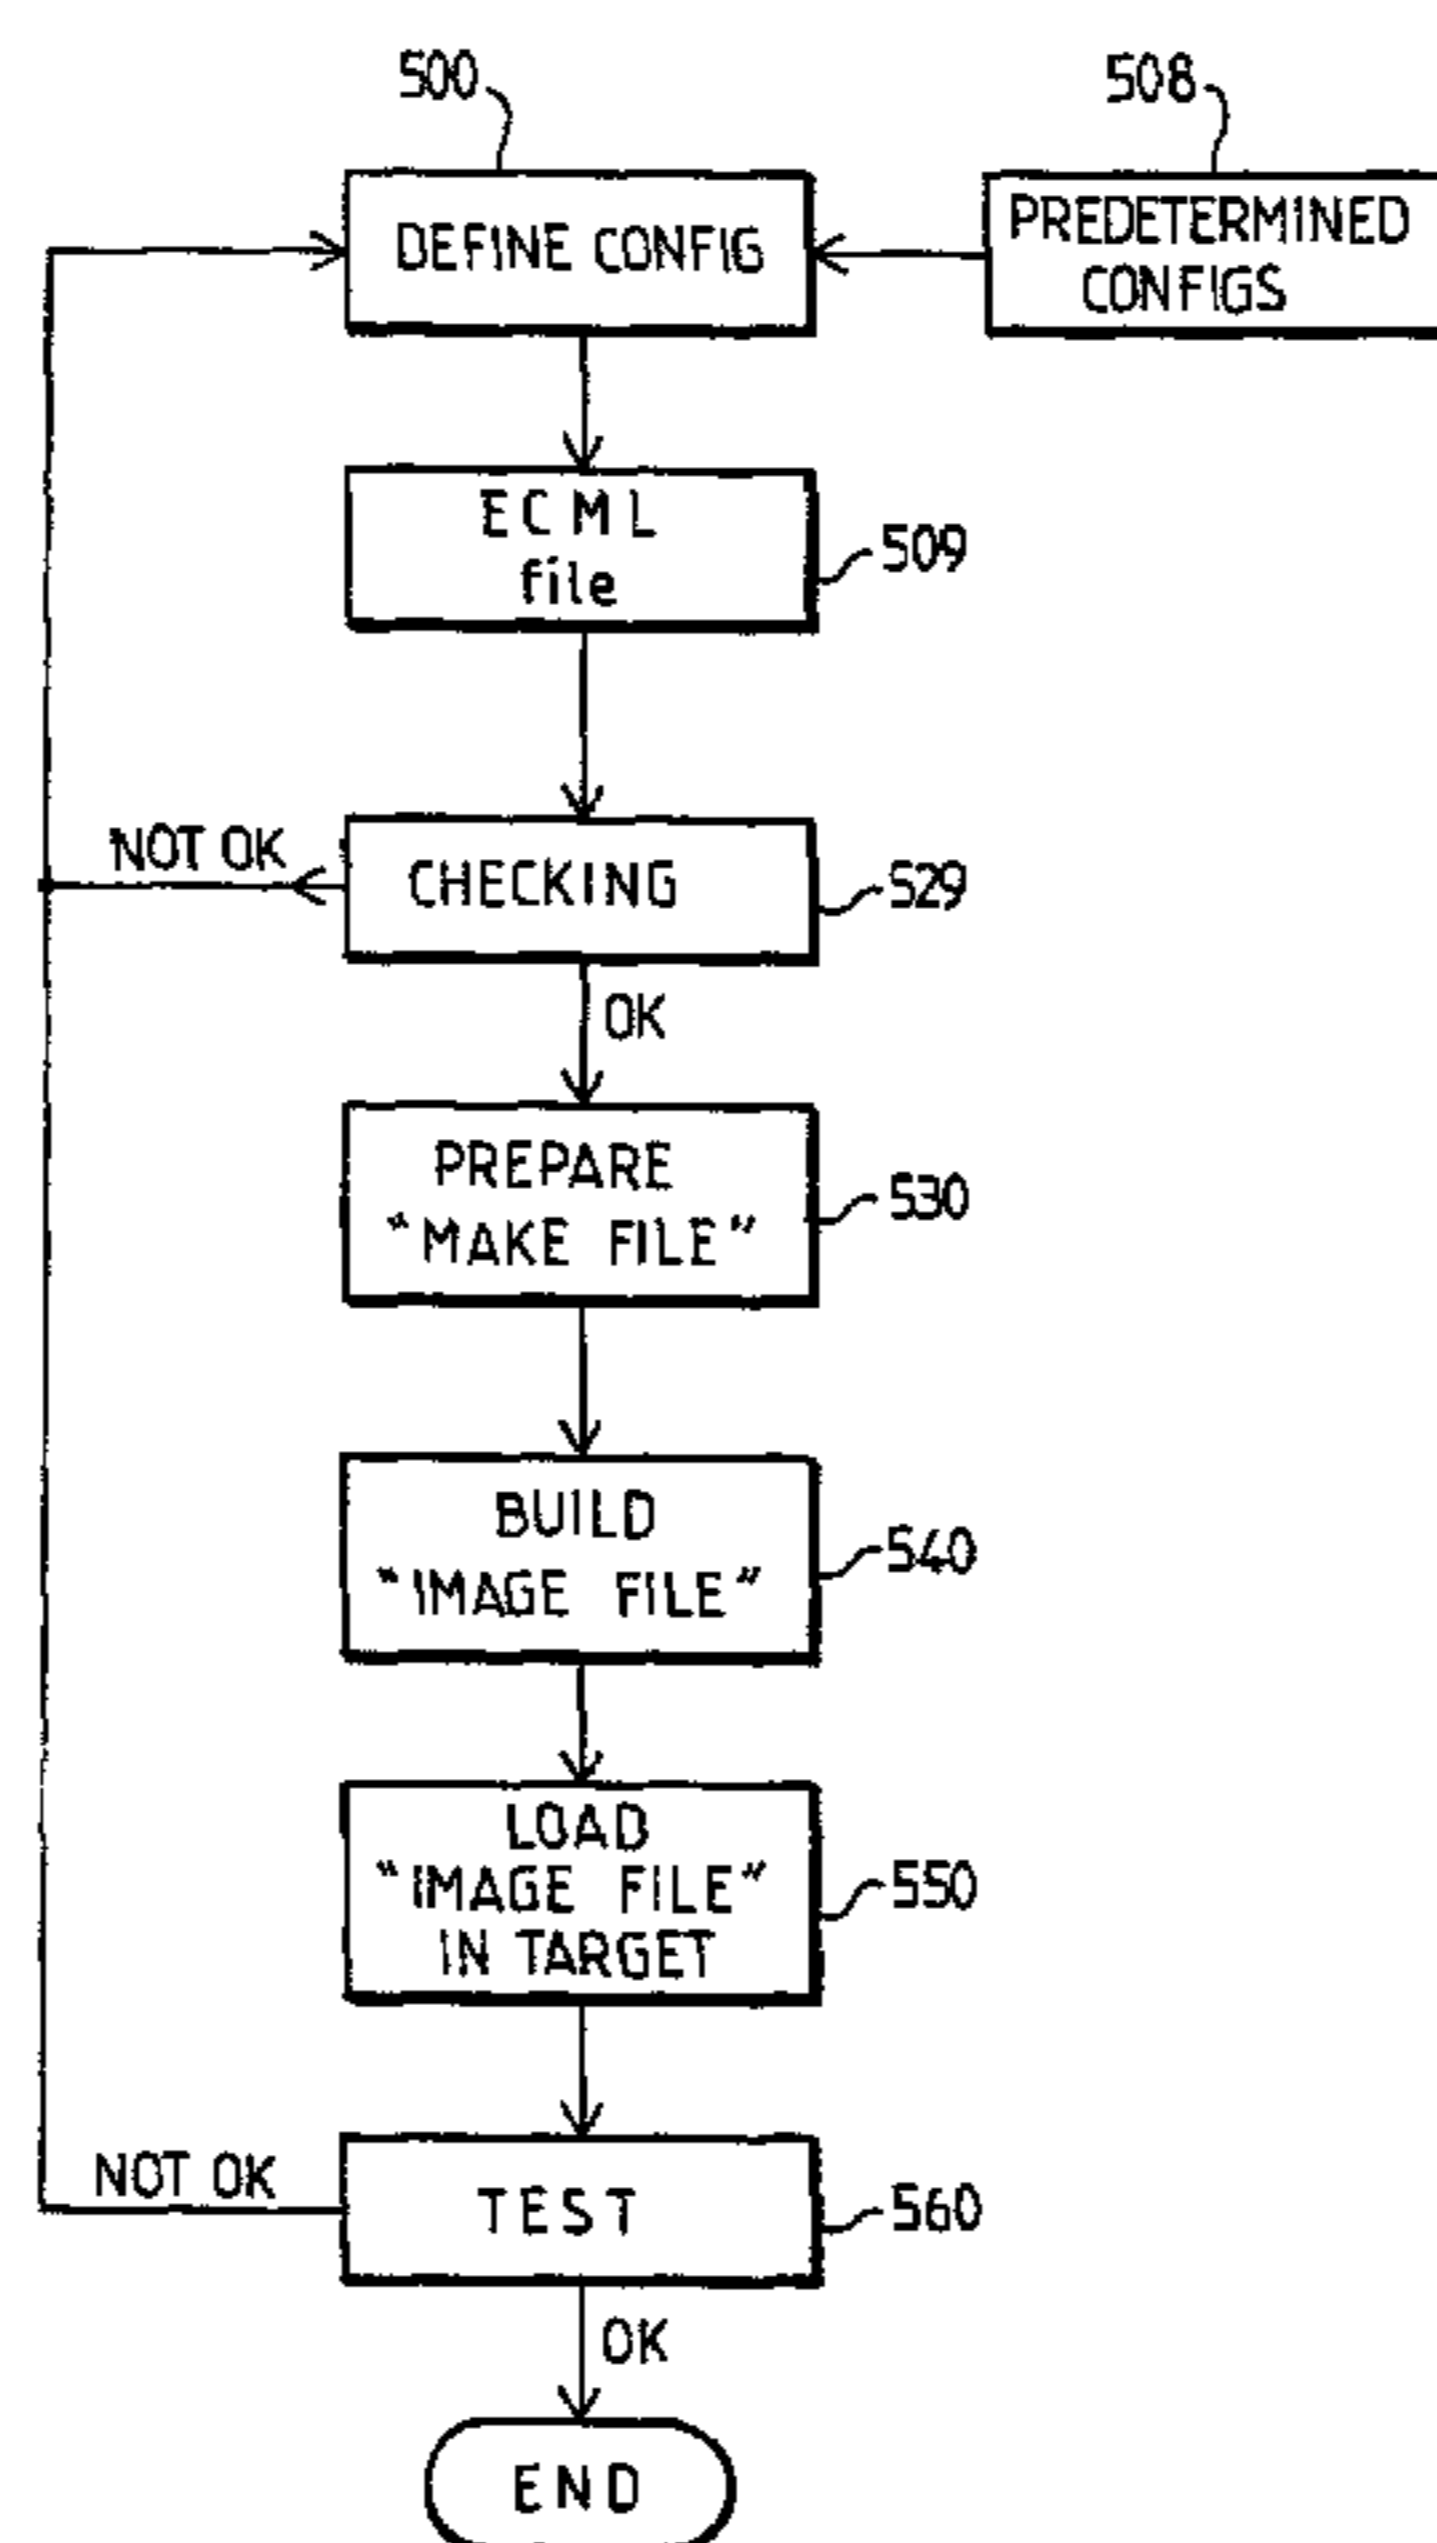 500
508
DEFINE CONFIG
PREDETERMINED
CONFIGS
ECML
file
509
NOT OK
CHECKING
529
OK
PREPARE
"MAKE FILE"
530
BUILD
"IMAGE FILE"
540
LOAD
"IMAGE FILE"
IN TARGET
550
NOT OK
TEST
560
OK
END